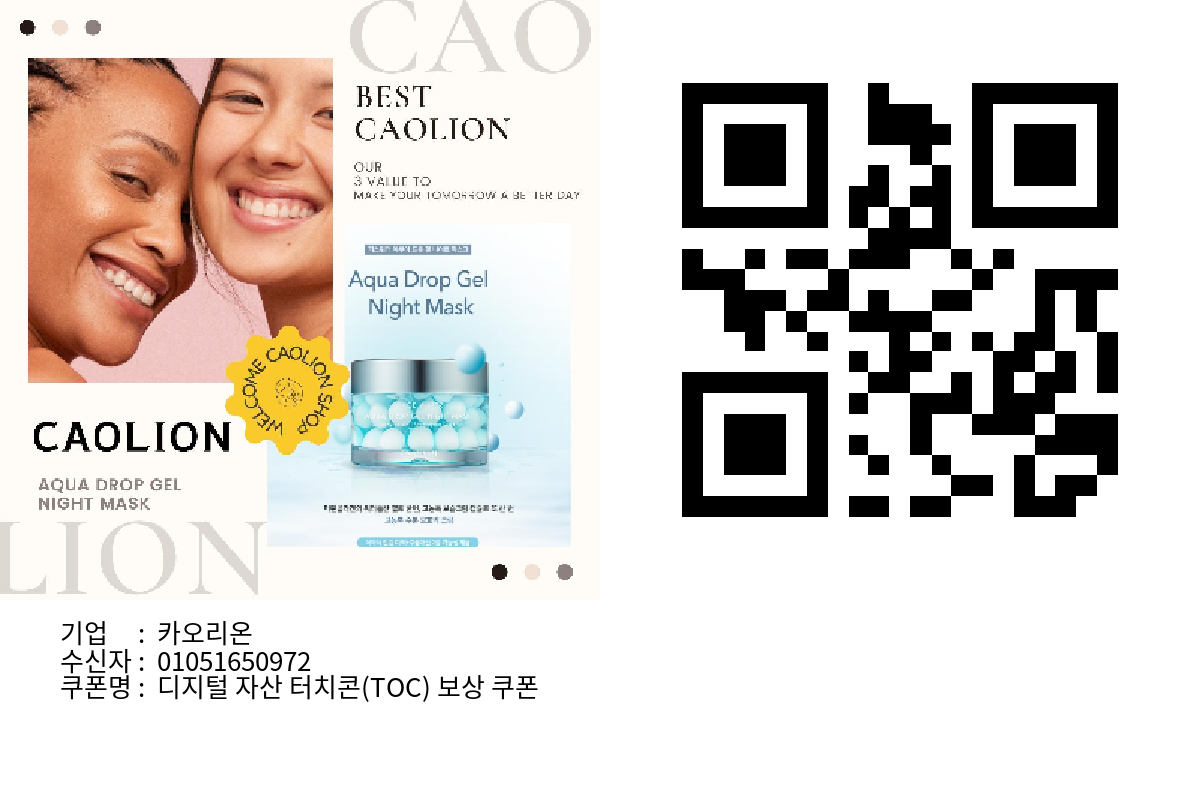 CAO
BEST
CAOLION
OUR
3 VALUE TO
MAKE YOUR TOMORROW A BETTER DAY
Aqua Drop Gel
Night Mask
WELCOME CAOLION SHOP
CAOLION
AQUA DROP GEL
NIGHT MASK
LION
기업 : 카오리온
수신자 : 01051650972
쿠폰명 : 디지털 자산 터치콘(TOC) 보상 쿠폰